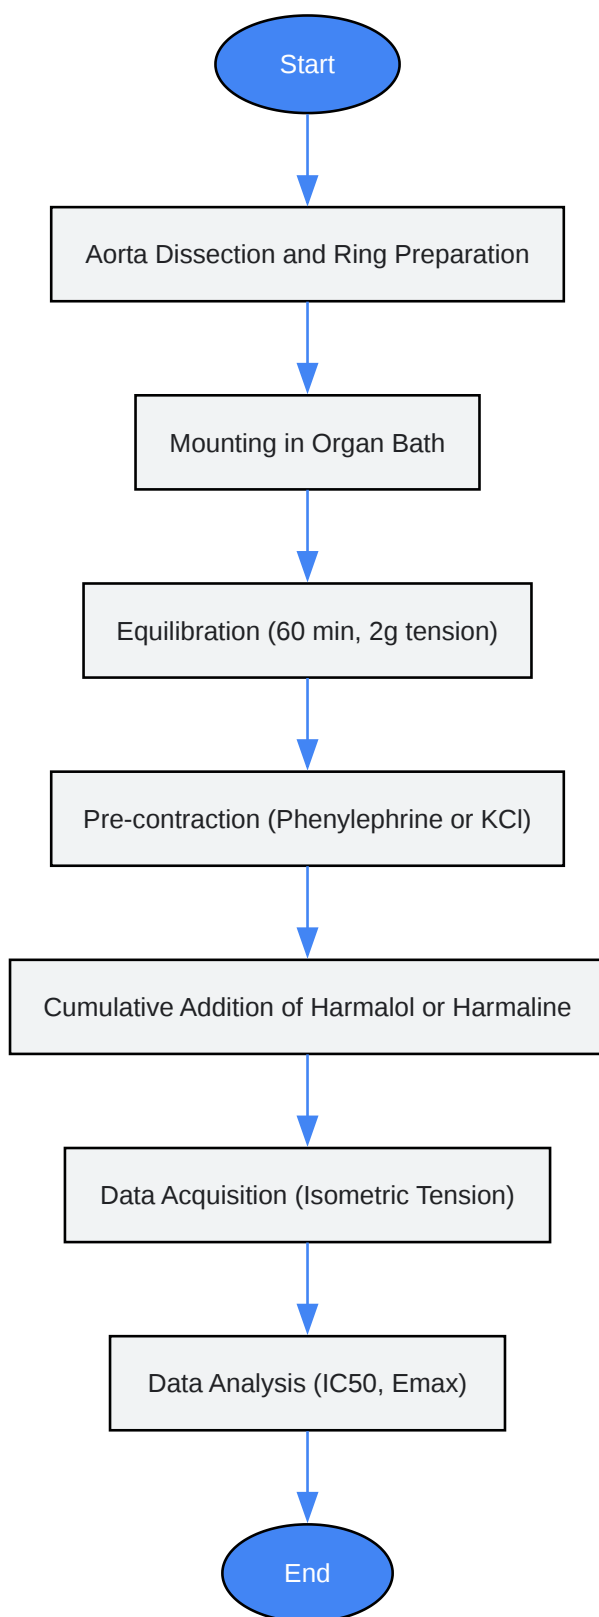 Start
Aorta Dissection and Ring Preparation
Mounting in Organ Bath
Equilibration (60 min, 2g tension)
Pre-contraction (Phenylephrine or KCl)
Cumulative Addition of Harmalol or Harmaline
Data Acquisition (Isometric Tension)
Data Analysis (IC50, Emax)
End